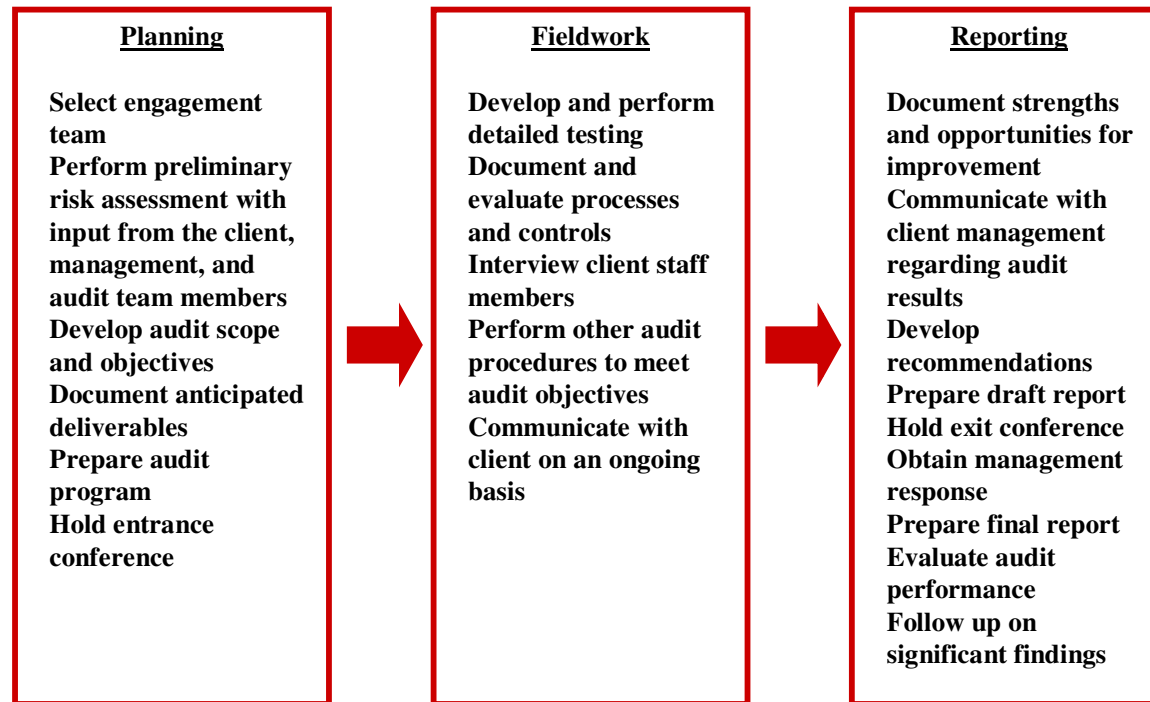 Planning
Select engagement
team
Perform preliminary
risk assessment with
input from the client,
management, and
audit team members
Develop audit scope
and objectives
Document anticipated
deliverables
Prepare audit
program
Hold entrance
conference
Fieldwork
Develop and perform
detailed testing
Document and
evaluate processes
and controls
Interview client staff
members
Perform other audit
procedures to meet
audit objectives
Communicate with
client on an ongoing
basis
Reporting
Document strengths
and opportunities for
improvement
Communicate with
client management
regarding audit
results
Develop
recommendations
Prepare draft report
Hold exit conference
Obtain management
response
Prepare final report
Evaluate audit
performance
Follow up on
significant findings